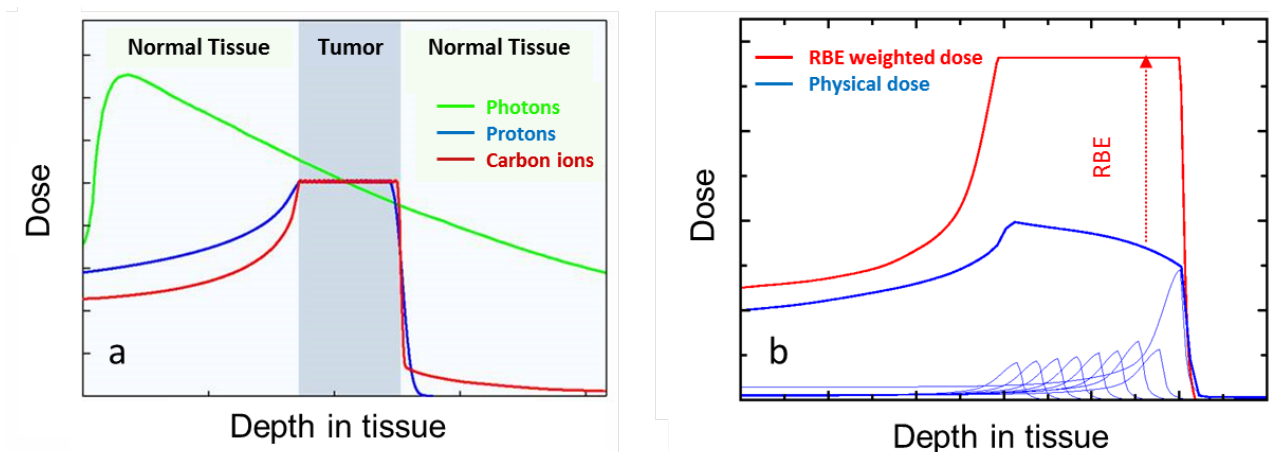 Normal Tissue Tumor Normal Tissue
Photons
Protons
Carbon ions
Dose
a
Depth in tissue
RBE weighted dose
Physical dose
RBE
Dose
b
Depth in tissue